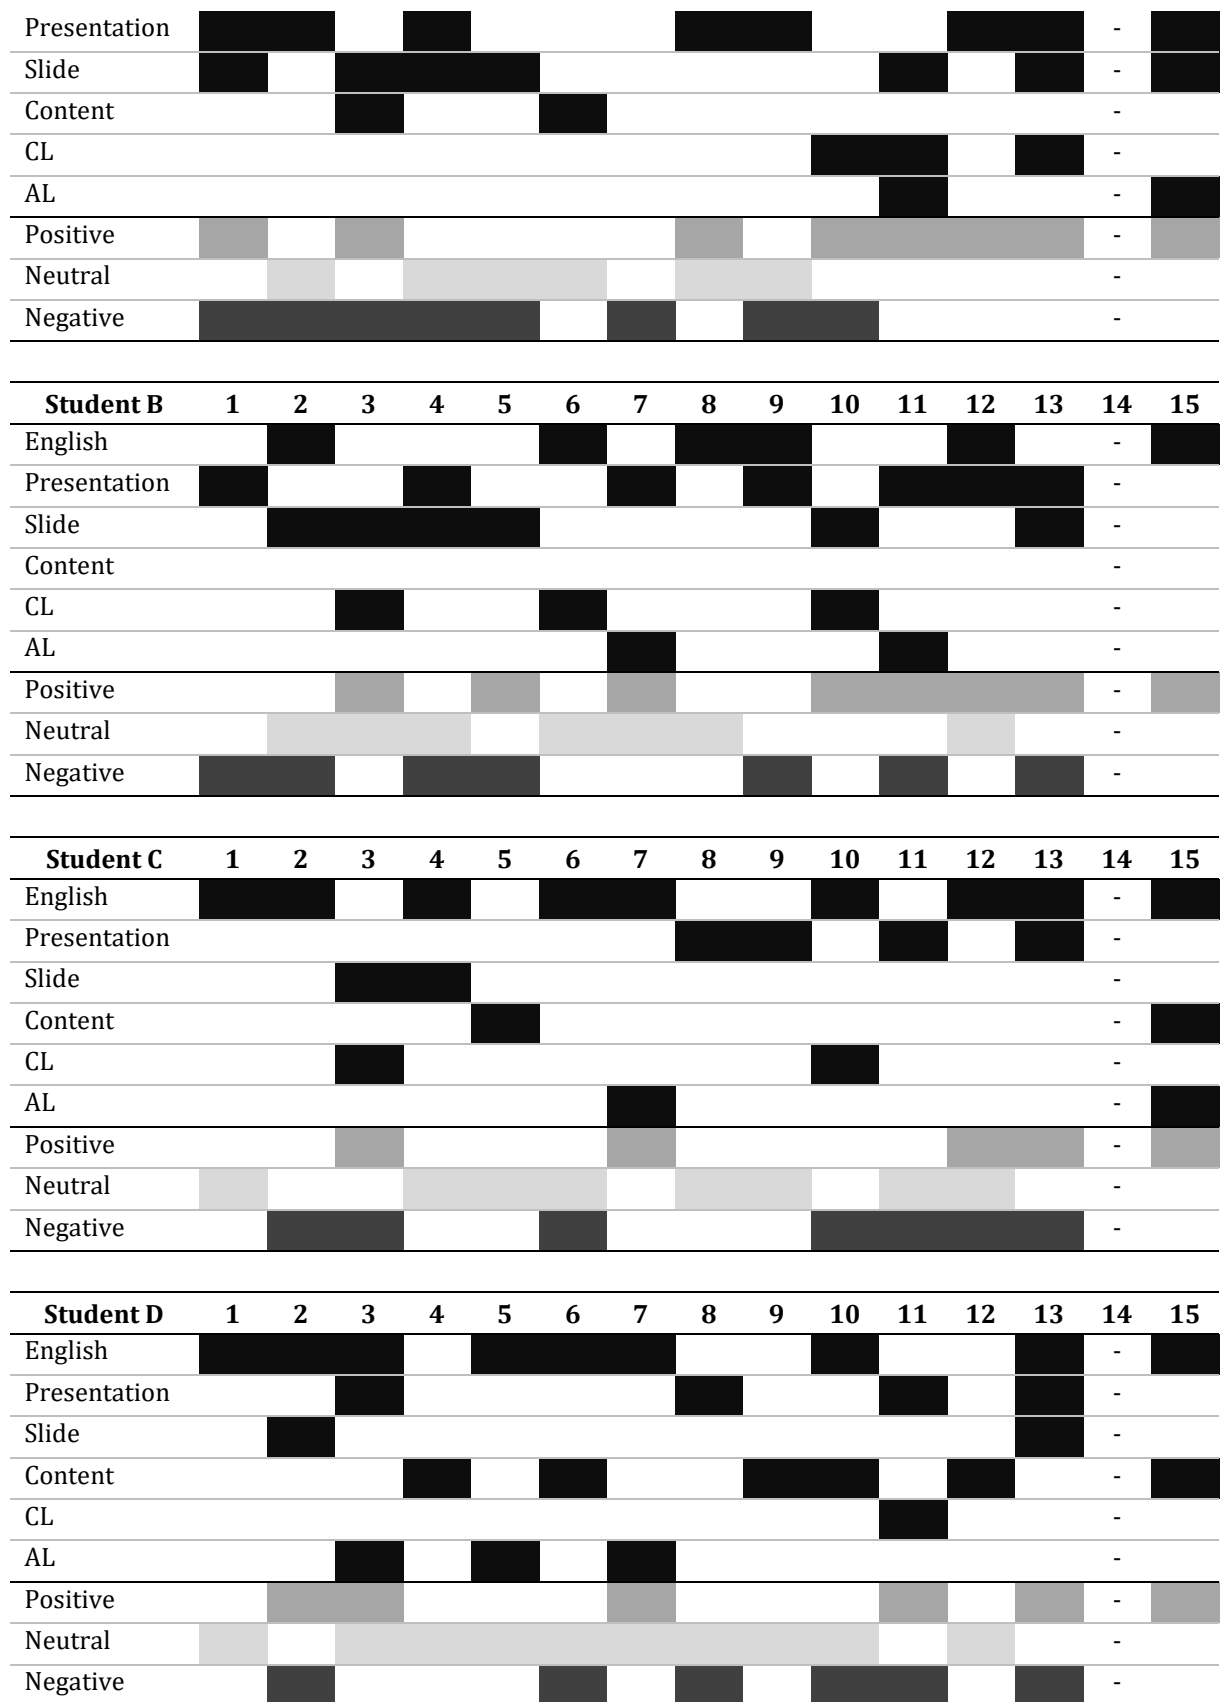 Presentation -
Slide -
Content -
CL -
AL -
Positive -
Neutral -
Negative -
Student B 1 2 3 4 5 6 7 8 9 10 11 12 13 14 15
English -
Presentation -
Slide -
Content -
CL -
AL -
Positive -
Neutral -
Negative -
Student C 1 2 3 4 5 6 7 8 9 10 11 12 13 14 15
English -
Presentation -
Slide -
Content -
CL -
AL -
Positive -
Neutral -
Negative -
Student D 1 2 3 4 5 6 7 8 9 10 11 12 13 14 15
English -
Presentation -
Slide -
Content -
CL -
AL -
Positive -
Neutral -
Negative -